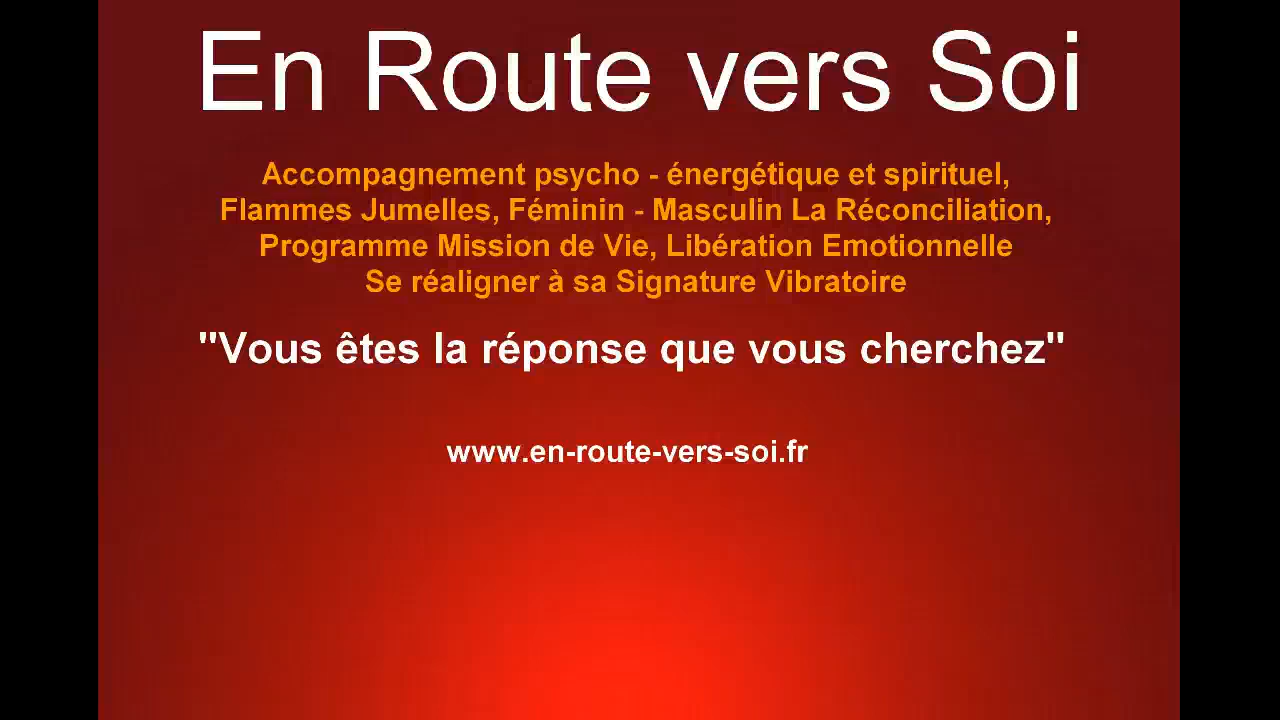 En Route vers Soi
Accompagnement psycho - énergétique et spirituel,
Flammes Jumelles, Féminin - Masculin La Réconciliation,
Programme Mission de Vie, Libération Emotionnelle
Se réaligner à sa Signature Vibratoire
"Vous êtes la réponse que vous cherchez"
www.en-route-vers-soi.fr